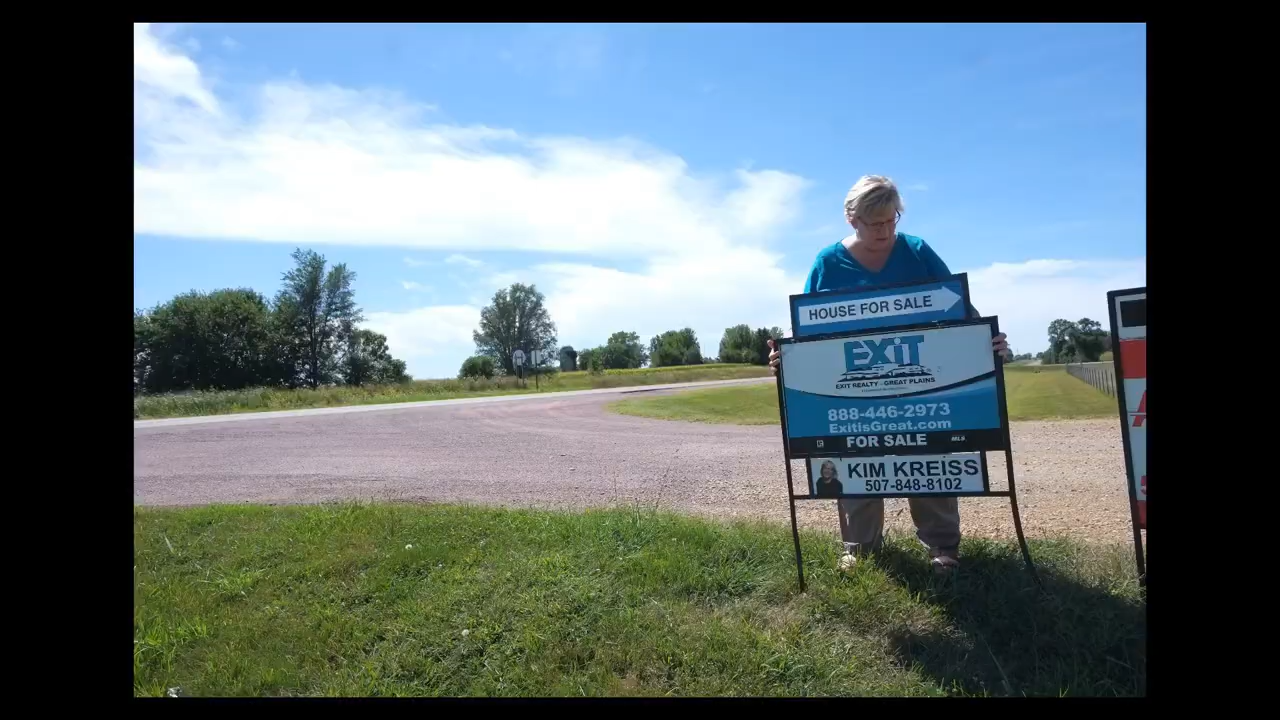 HOUSE FOR SALE
EXIT
EXIT REALTY - GREAT PLAINS
888-446-2973
ExitisGreat.com
FOR SALE
MLS
KIM KREISS
507-848-8102